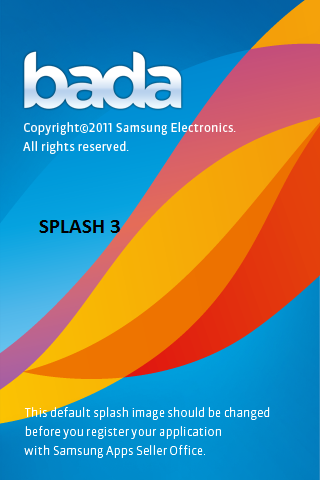 bada
Copyright©2011 Samsung Electronics.
All rights reserved.
SPLASH 3
This default splash image should be changed
before you register your application
with Samsung Apps Seller Office.